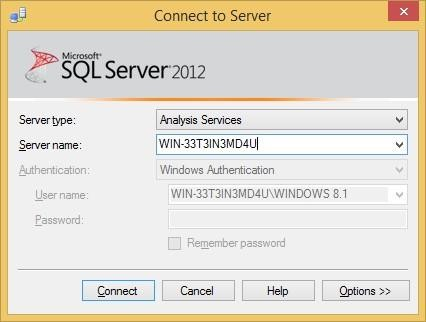 Connect to Server
Microsoft
SQL Server 2012
Server type: Analysis Services
Server name: WIN-33T3IN3MD4U
Authentication: Windows Authentication
User name: WIN-33T3IN3MD4U\WINDOWS 8.1
Password:
Remember password
Connect Cancel Help Options >>